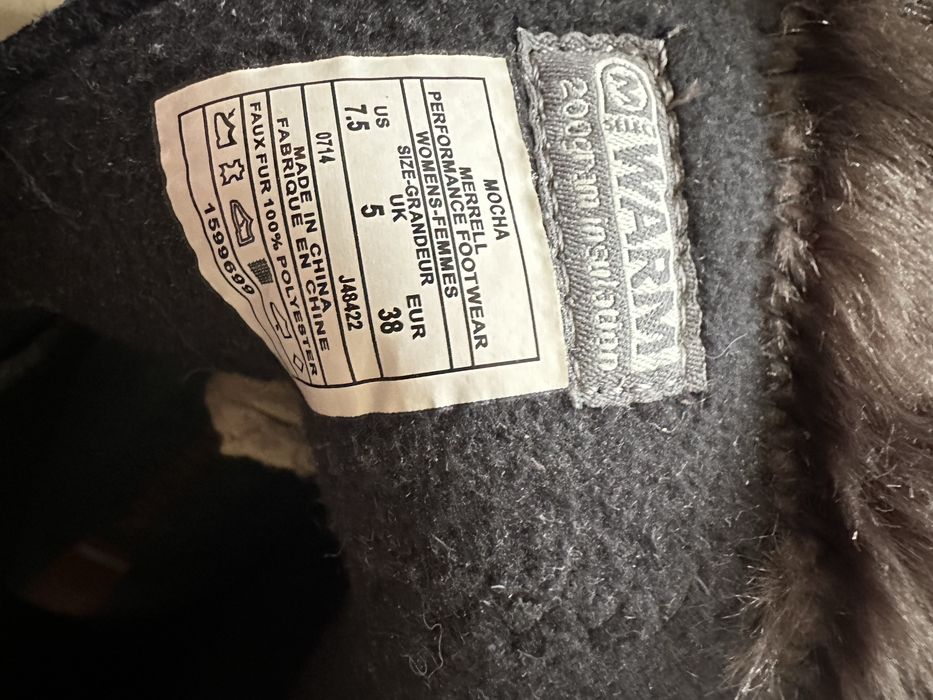 MOCHA
MERRELL
PERFORMANCE FOOTWEAR
WOMENS-FEMMES
SIZE-GRANDEUR
US UK EUR
7.5 5 38
0714 J48422
MADE IN CHINA
FABRIQUE EN CHINE
FAUX FUR 100% POLYESTER
1599699
M SELECT
WARM
200g.m insulation